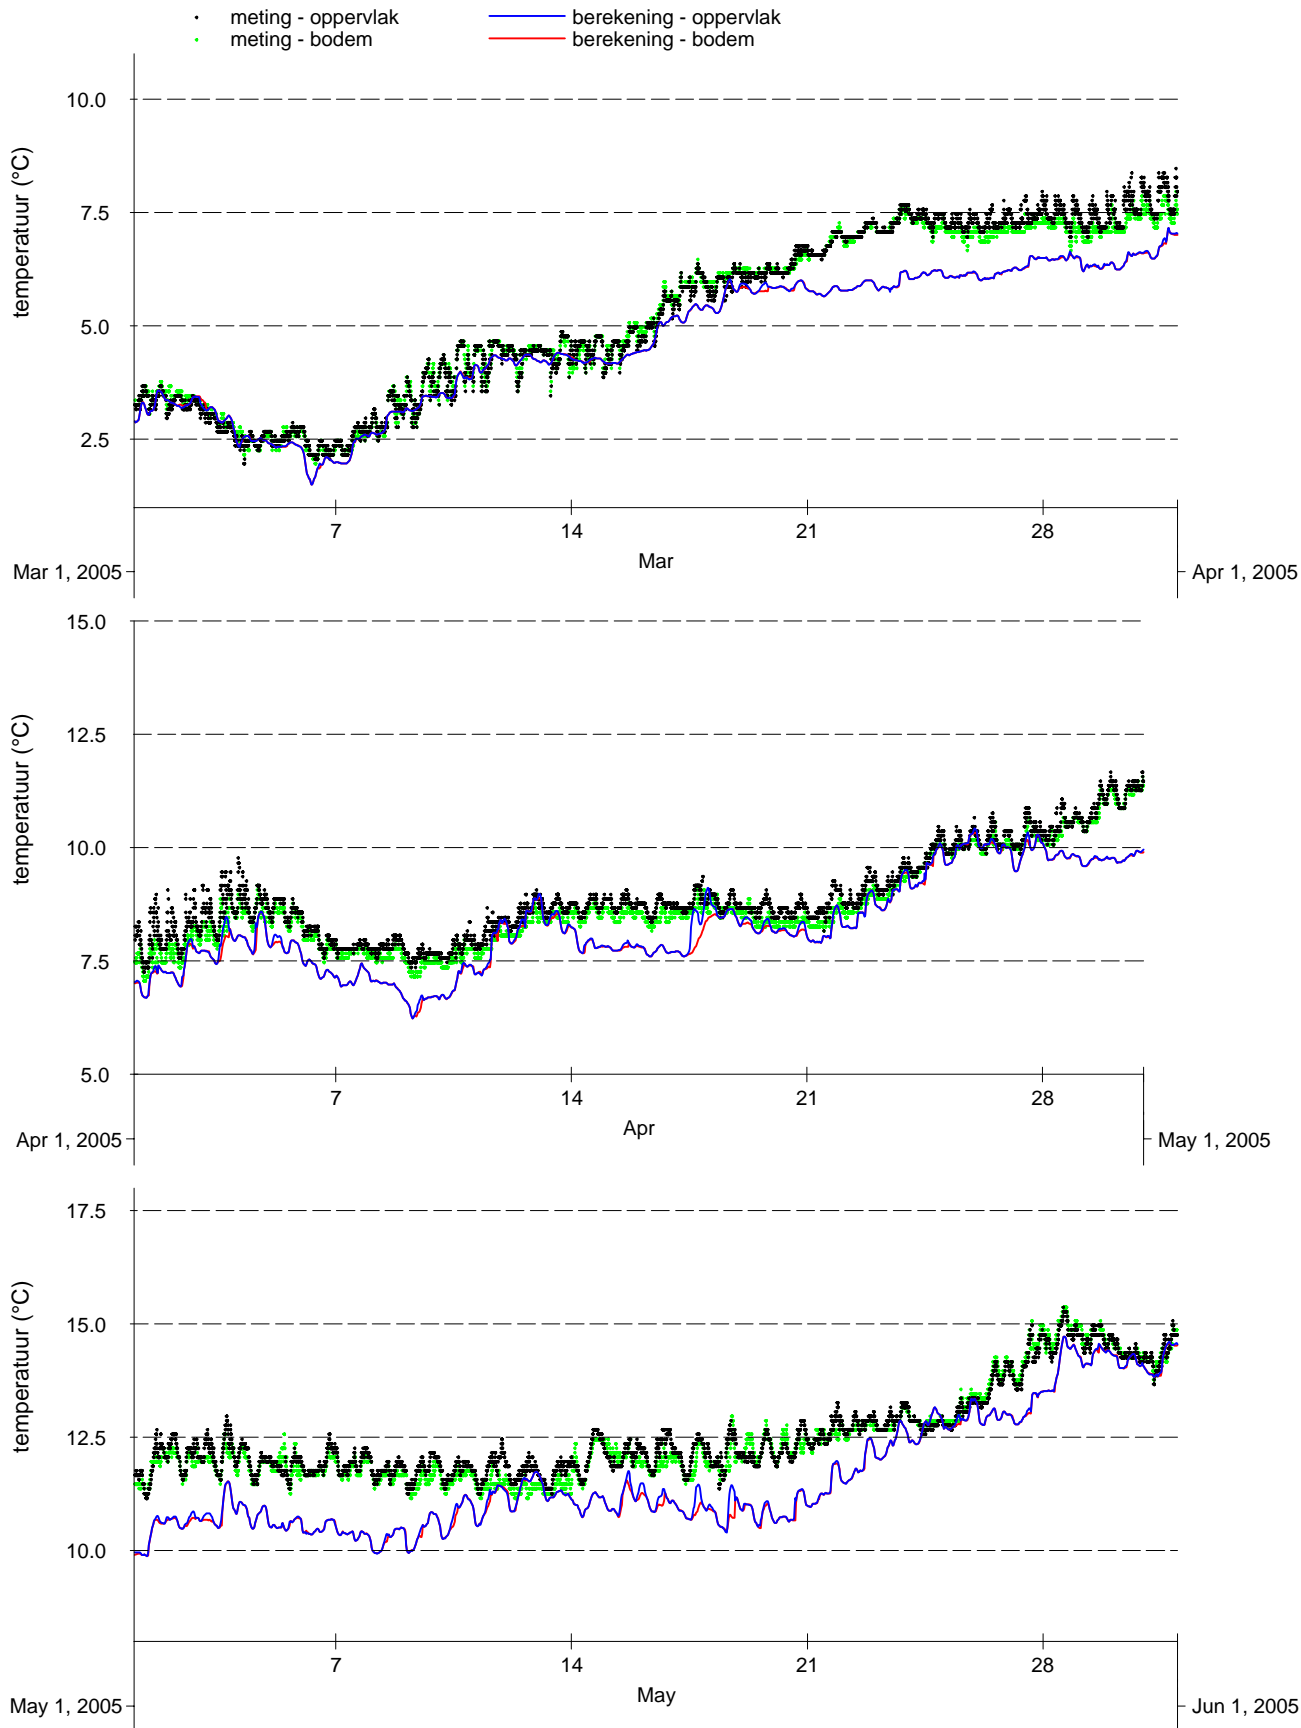 meting - oppervlak berekening - oppervlak
meting - bodem berekening - bodem
10.0
7.5
5.0
2.5
temperatuur (°C)
7 14 21 28
Mar
Mar 1, 2005 Apr 1, 2005
15.0
12.5
10.0
7.5
5.0
temperatuur (°C)
7 14 21 28
Apr
Apr 1, 2005 May 1, 2005
17.5
15.0
12.5
10.0
temperatuur (°C)
7 14 21 28
May
May 1, 2005 Jun 1, 2005